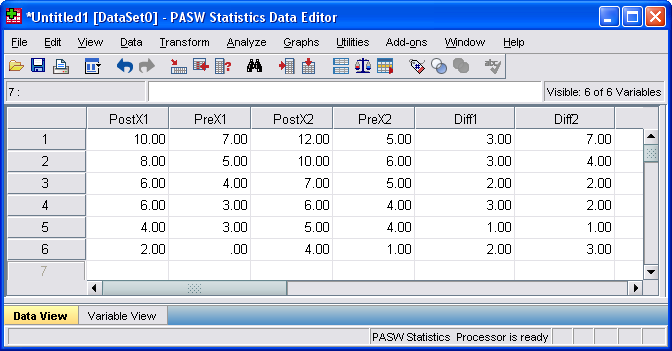 *Untitled1 [DataSet0] - PASW Statistics Data Editor
File Edit View Data Transform Analyze Graphs Utilities Add-ons Window Help
7 : Visible: 6 of 6 Variables
PostX1 PreX1 PostX2 PreX2 Diff1 Diff2
1 10.00 7.00 12.00 5.00 3.00 7.00
2 8.00 5.00 10.00 6.00 3.00 4.00
3 6.00 4.00 7.00 5.00 2.00 2.00
4 6.00 3.00 6.00 4.00 3.00 2.00
5 4.00 3.00 5.00 4.00 1.00 1.00
6 2.00 .00 4.00 1.00 2.00 3.00
7
Data View Variable View
PASW Statistics Processor is ready